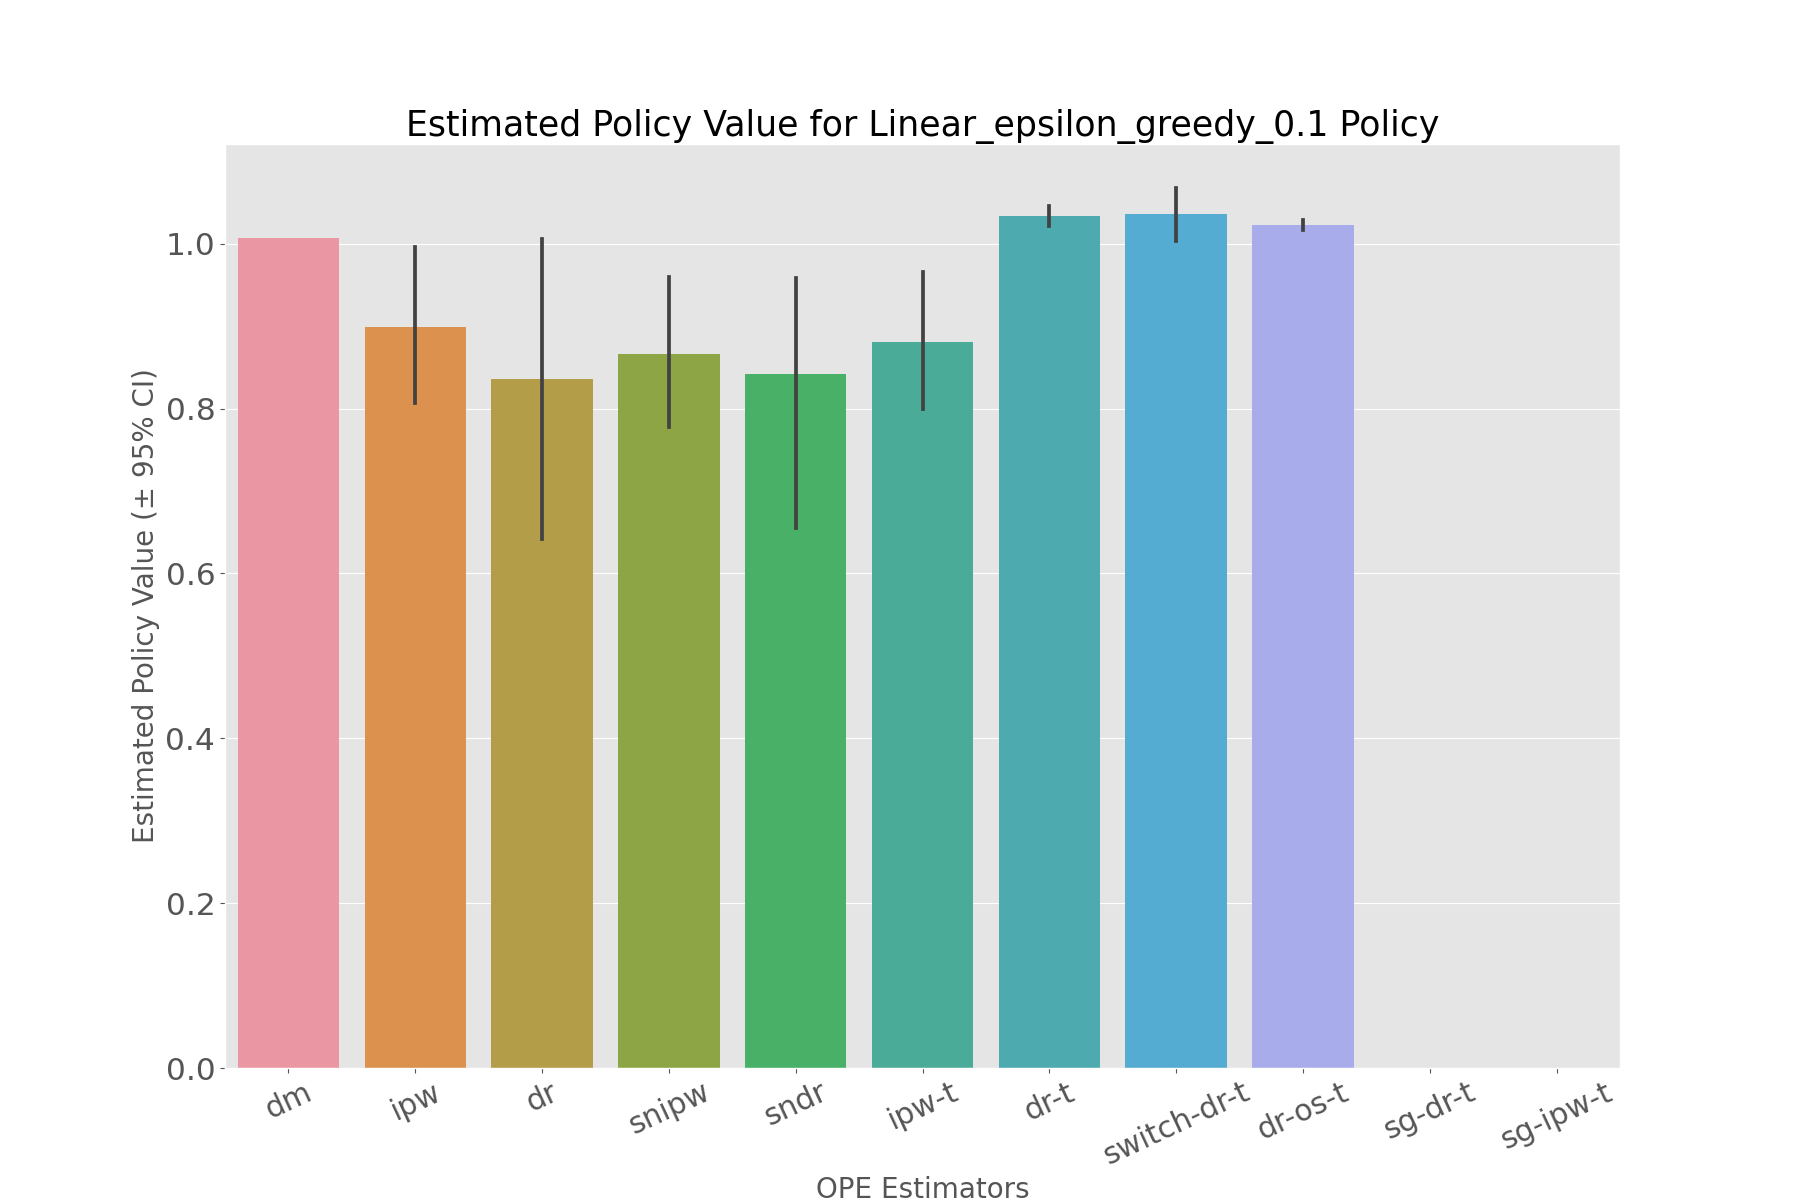 Estimated Policy Value for Linear_epsilon_greedy_0.1 Policy
Estimated Policy Value (± 95% CI)
1.0
0.8
0.6
0.4
0.2
0.0
dm
ipw
dr
snipw
sndr
ipw-t
dr-t
switch-dr-t
dr-os-t
sg-dr-t
sg-ipw-t
OPE Estimators